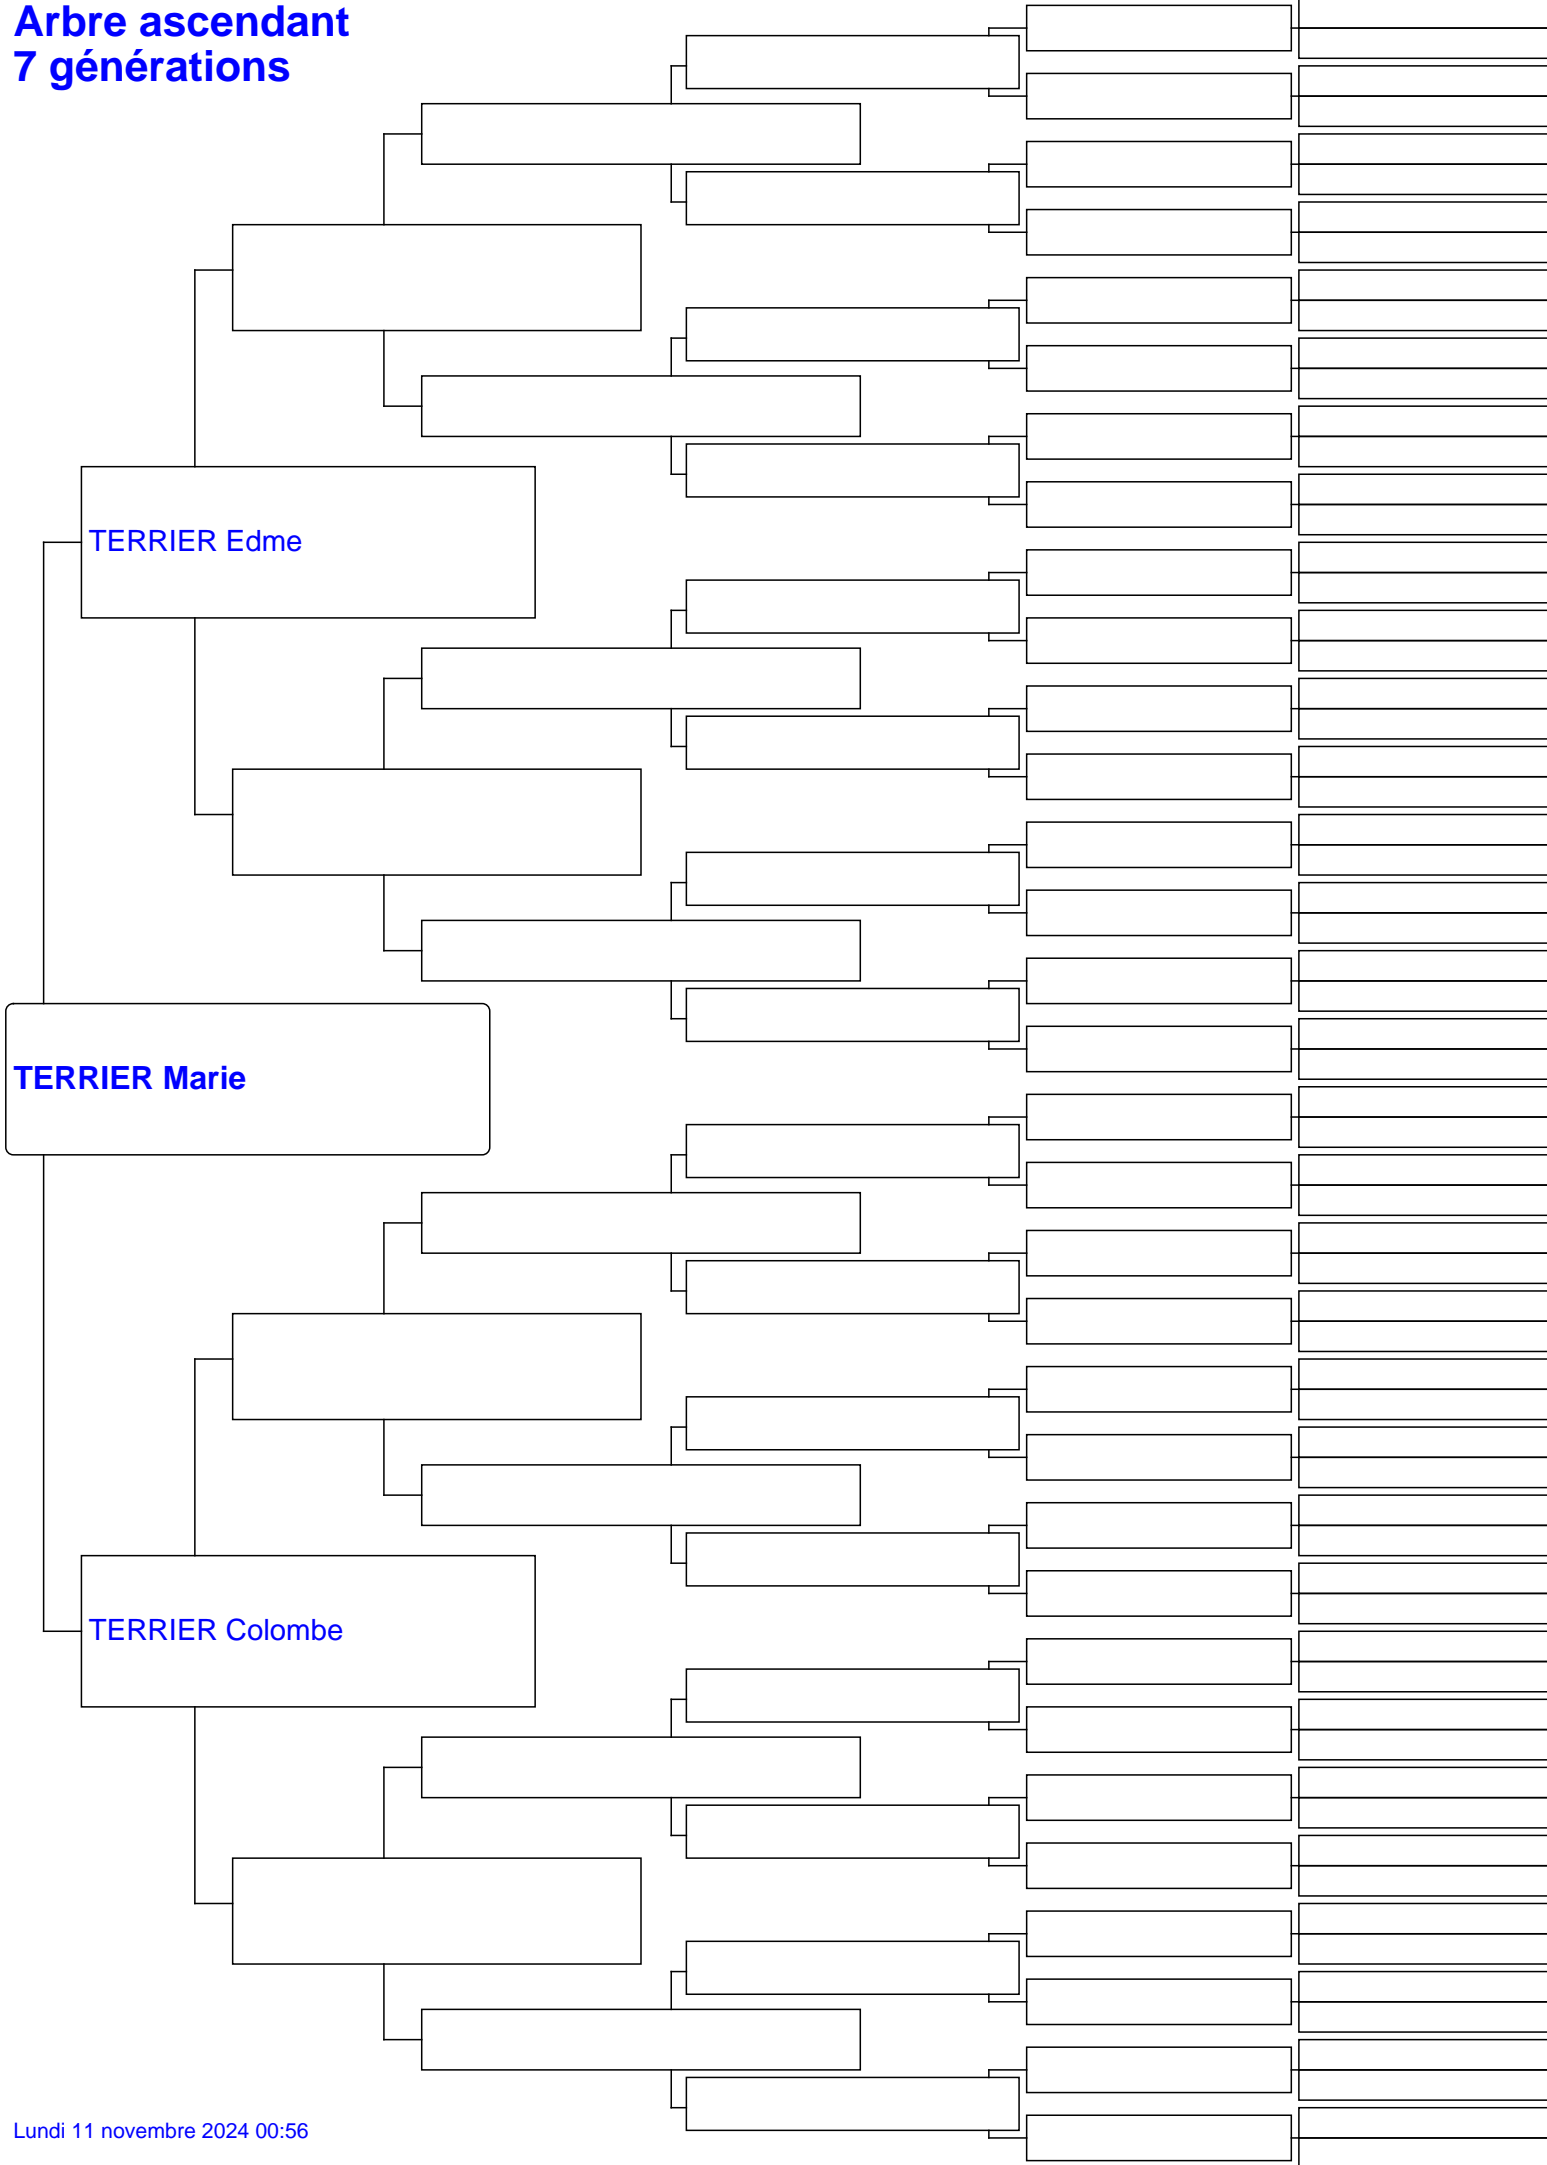 Arbre ascendant
7 générations
TERRIER Edme
TERRIER Marie
TERRIER Colombe
Lundi 11 novembre 2024 00:56